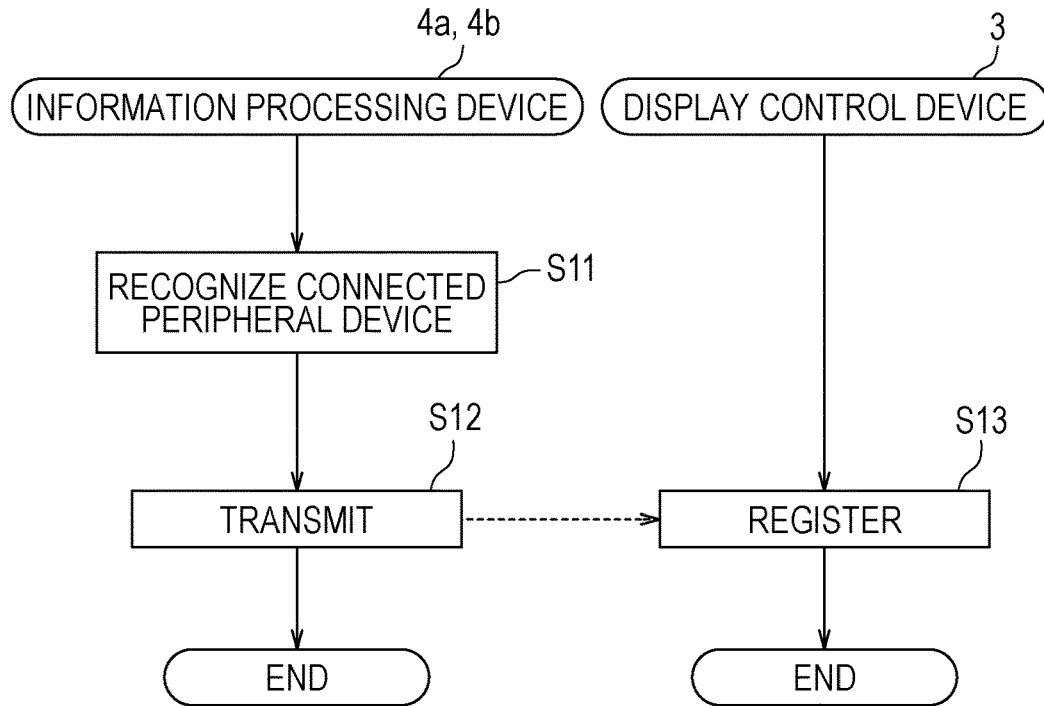 4a, 4b
3
INFORMATION PROCESSING DEVICE
DISPLAY CONTROL DEVICE
S11
RECOGNIZE CONNECTED
PERIPHERAL DEVICE
S12
S13
TRANSMIT
REGISTER
END
END